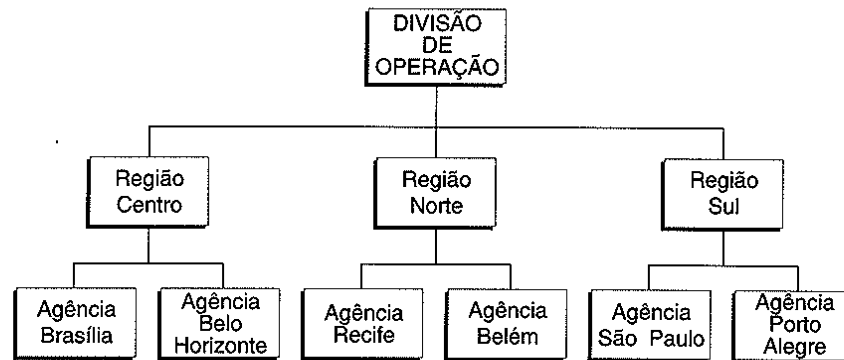 DIVISÃO
DE
OPERAÇÃO
Região
Centro
Região
Norte
Região
Sul
Agência
Brasília
Agência
Belo
Horizonte
Agência
Recife
Agência
Belém
Agência
São Paulo
Agência
Porto
Alegre